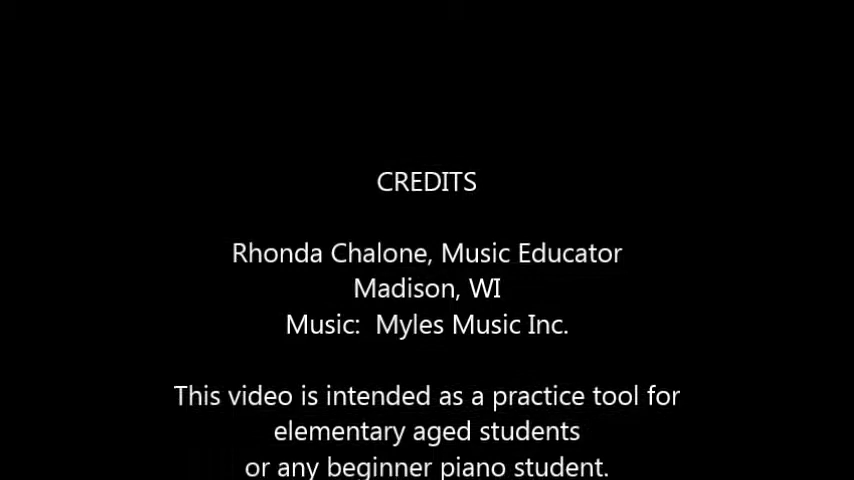 CREDITS
Rhonda Chalone, Music Educator
Madison, WI
Music:  Myles Music Inc.
This video is intended as a practice tool for
elementary aged students
or any beginner piano student.